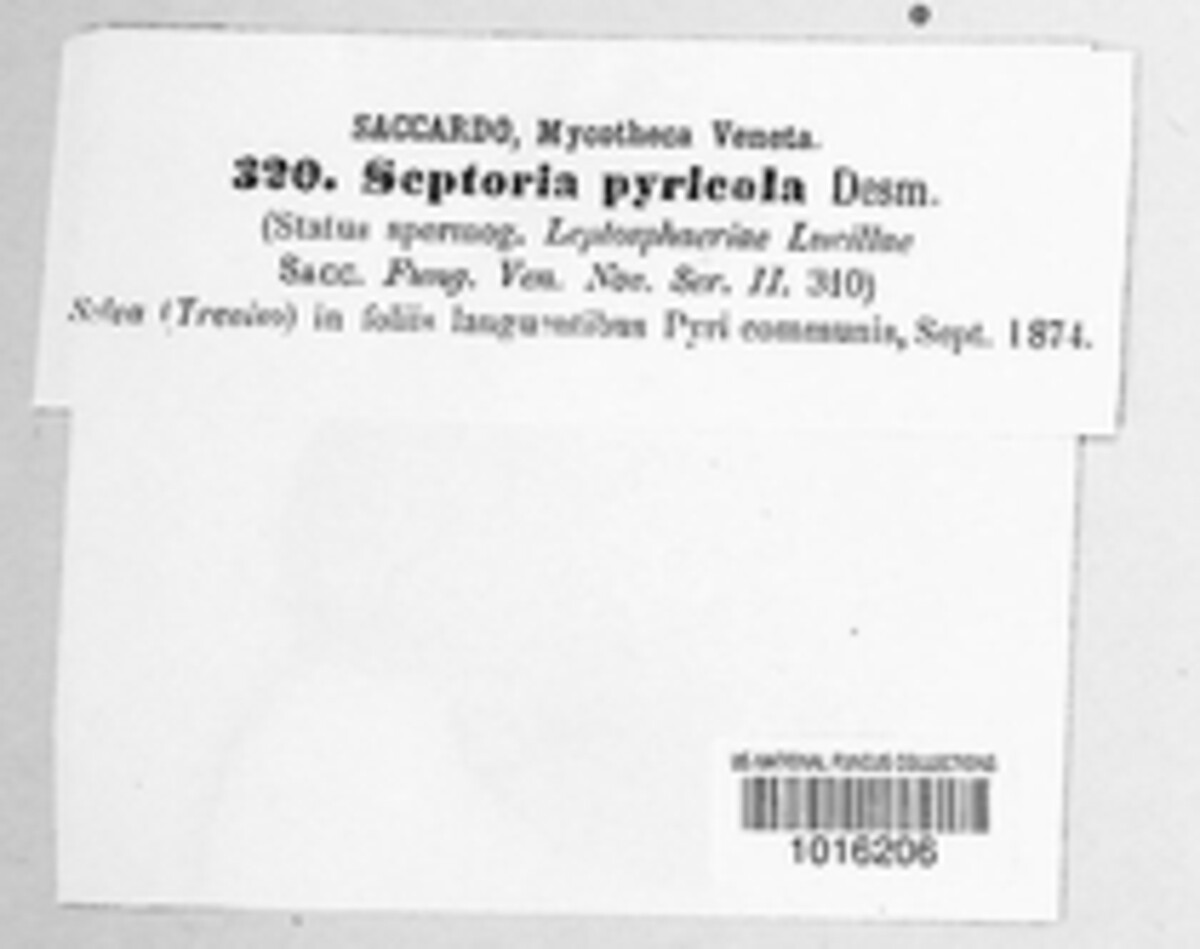 SACCARDO, Mycotheca Veneta.
320. Septoria pyricola Desm.
(Status spermog. Leptosphaeriae Lucillae
Sacc. Fung. Ven. Nov. Ser. II. 310)
Selva (Treviso) in foliis languentibus Pyri communis, Sept. 1874.
US NATIONAL FUNGUS COLLECTIONS
1016206